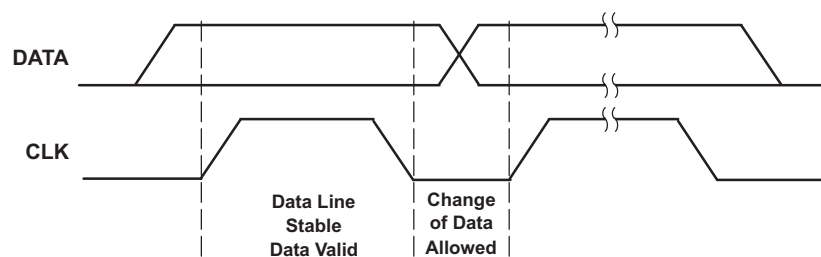 DATA
CLK
Data Line
Stable
Data Valid
Change
of Data
Allowed